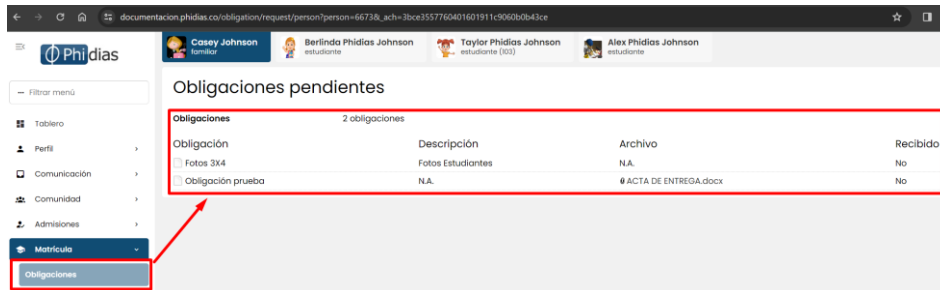 documentacion.phidias.co/obligation/request/person?person=6673&_ach=3bce3557760401601911c9060b0b43ce
Phidias
Casey Johnson
familiar
Berlinda Phidias Johnson
estudiante
Taylor Phidias Johnson
estudiante (103)
Alex Phidias Johnson
estudiante
Filtrar menú
Tablero
Perfil
Comunicación
Comunidad
Admisiones
Matrícula
Obligaciones
Obligaciones pendientes
Obligaciones 2 obligaciones
Obligación Descripción Archivo Recibido
Fotos 3X4 Fotos Estudiantes N.A. No
Obligación prueba N.A. ACTA DE ENTREGA.docx No